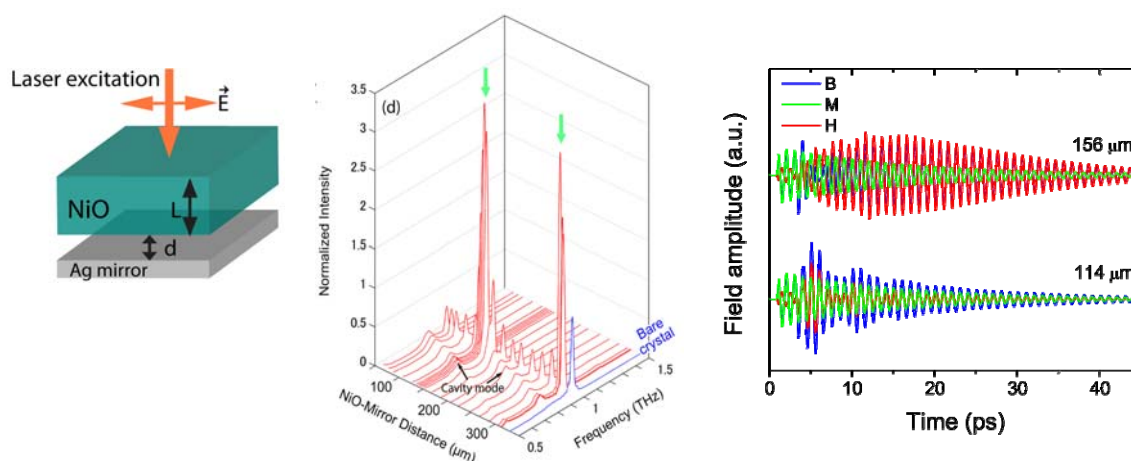 Laser excitation
E
NiO
L
d
Ag mirror
(d)
Normalized Intensity
3.5
3
2.5
2
1.5
1
0.5
0
100
200
300
NiO-Mirror Distance (μm)
Cavity mode
Bare
crystal
0.5
1
1.5
Frequency (THz)
B
M
H
156 μm
114 μm
Field amplitude (a.u.)
0 10 20 30 40
Time (ps)